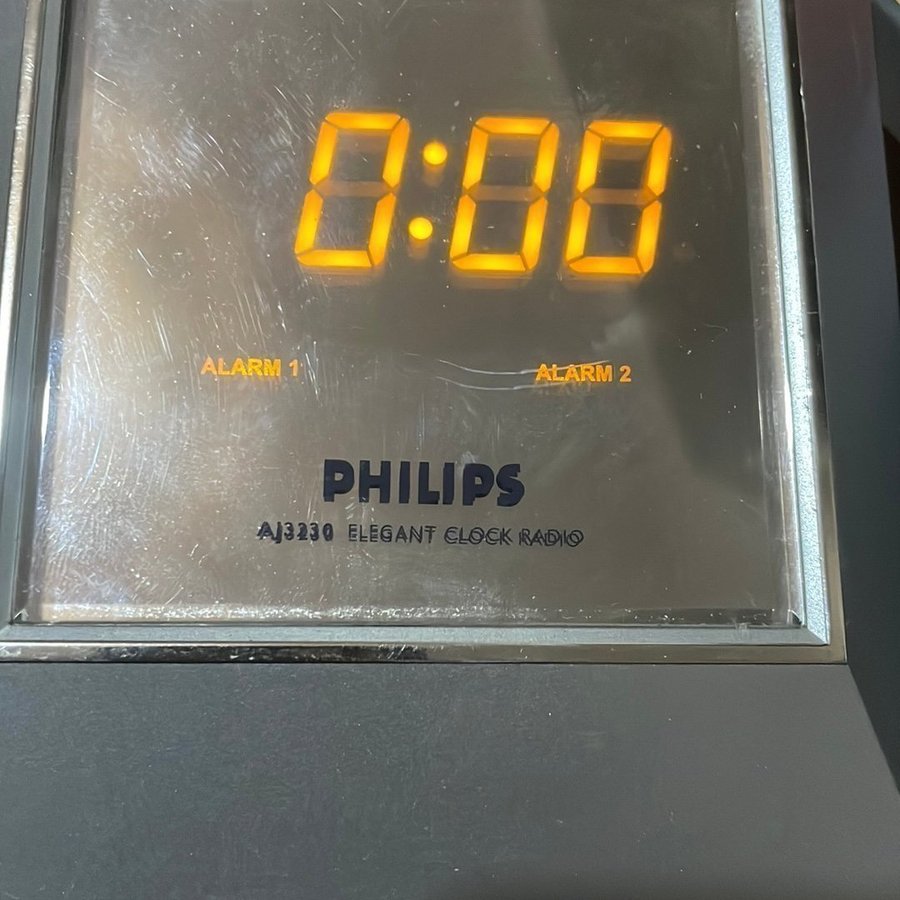 0:00
ALARM 1 ALARM 2
PHILIPS
AJ3230 ELEGANT CLOCK RADIO